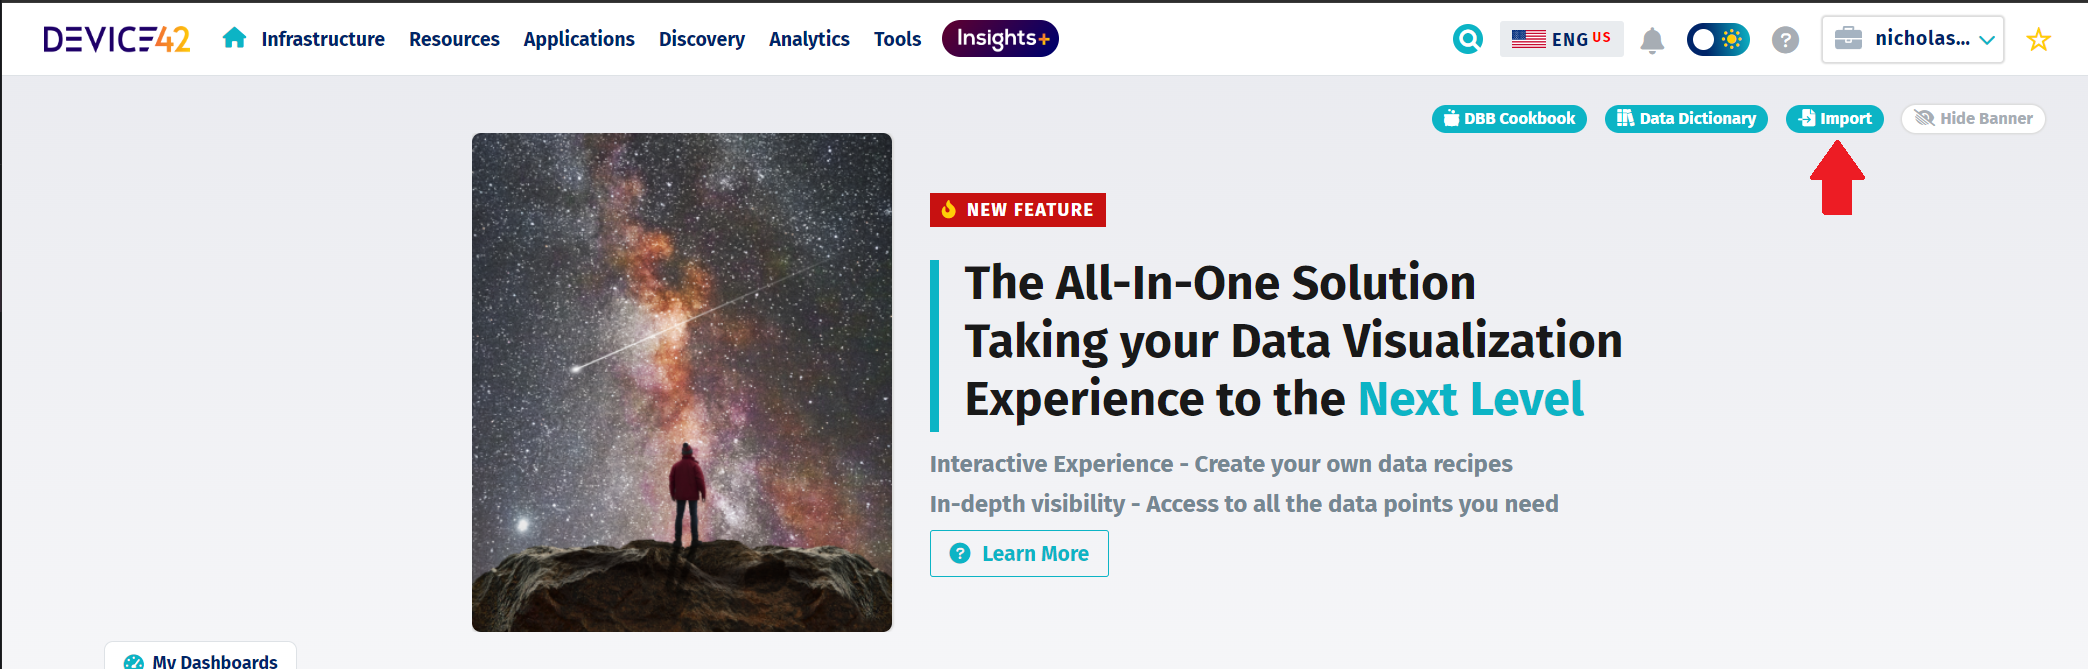 DEVICE42 Infrastructure Resources Applications Discovery Analytics Tools Insights+ ENG US nicholas...
DBB Cookbook Data Dictionary Import Hide Banner
NEW FEATURE
The All-In-One Solution
Taking your Data Visualization
Experience to the Next Level
Interactive Experience - Create your own data recipes
In-depth visibility - Access to all the data points you need
? Learn More
My Dashboards